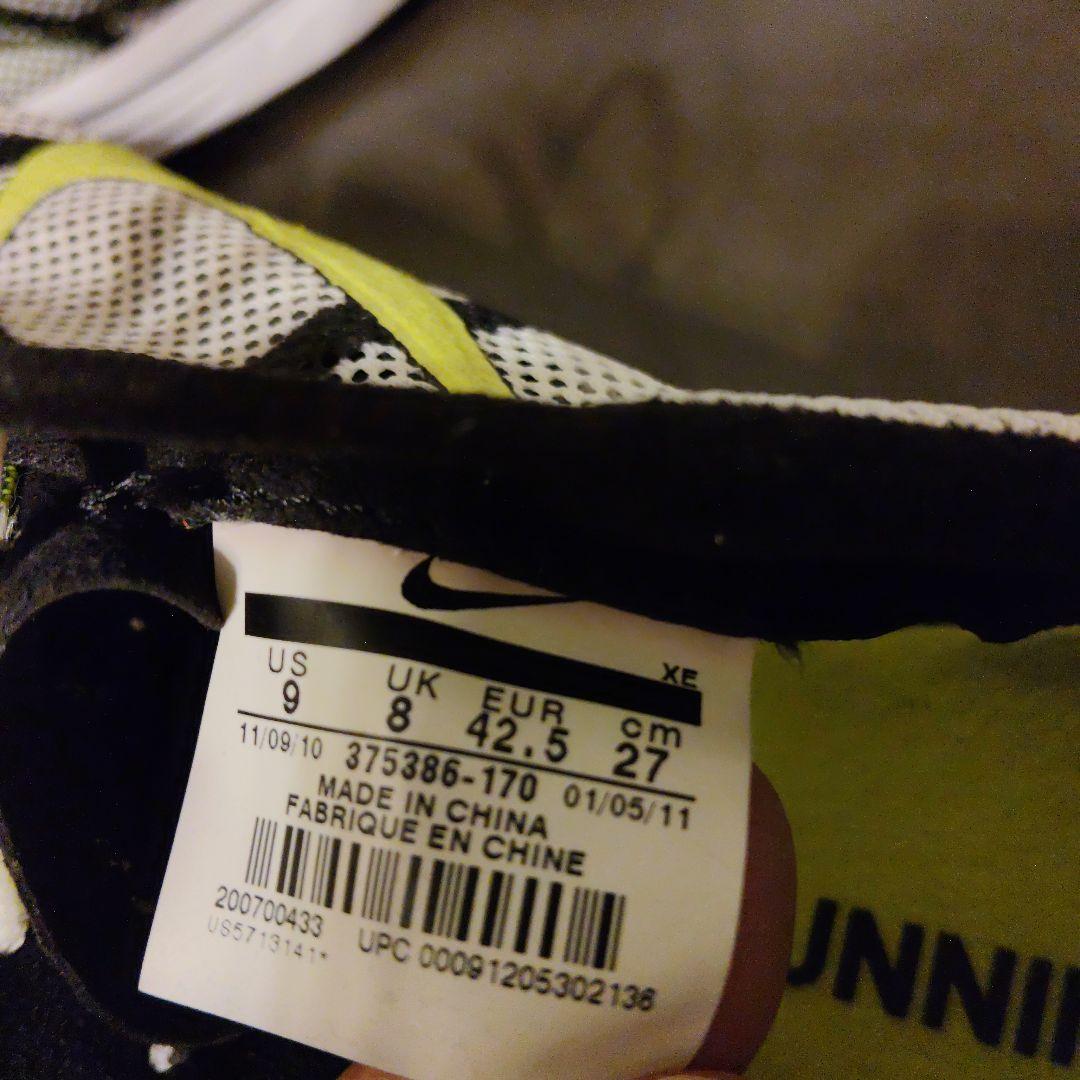 XE
US UK EUR cm
9 8 42.5 27
11/09/10 375386-170 01/05/11
MADE IN CHINA
FABRIQUE EN CHINE
200700433
US5713141*
UPC 00091205302136
UNNI